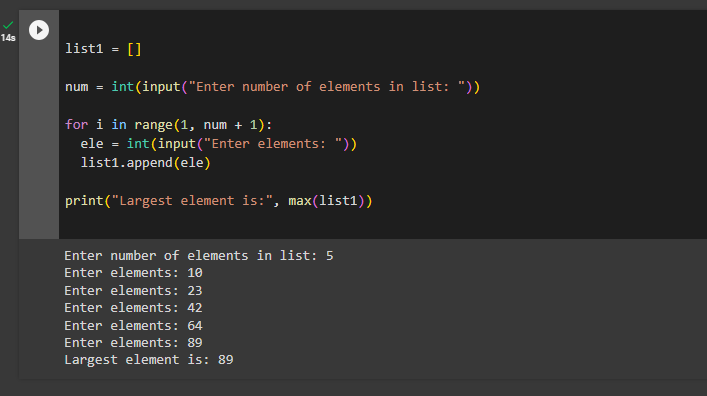 14s
list1 = []
num = int(input("Enter number of elements in list: "))
for i in range(1, num + 1):
  ele = int(input("Enter elements: "))
  list1.append(ele)
print("Largest element is:", max(list1))
Enter number of elements in list: 5
Enter elements: 10
Enter elements: 23
Enter elements: 42
Enter elements: 64
Enter elements: 89
Largest element is: 89